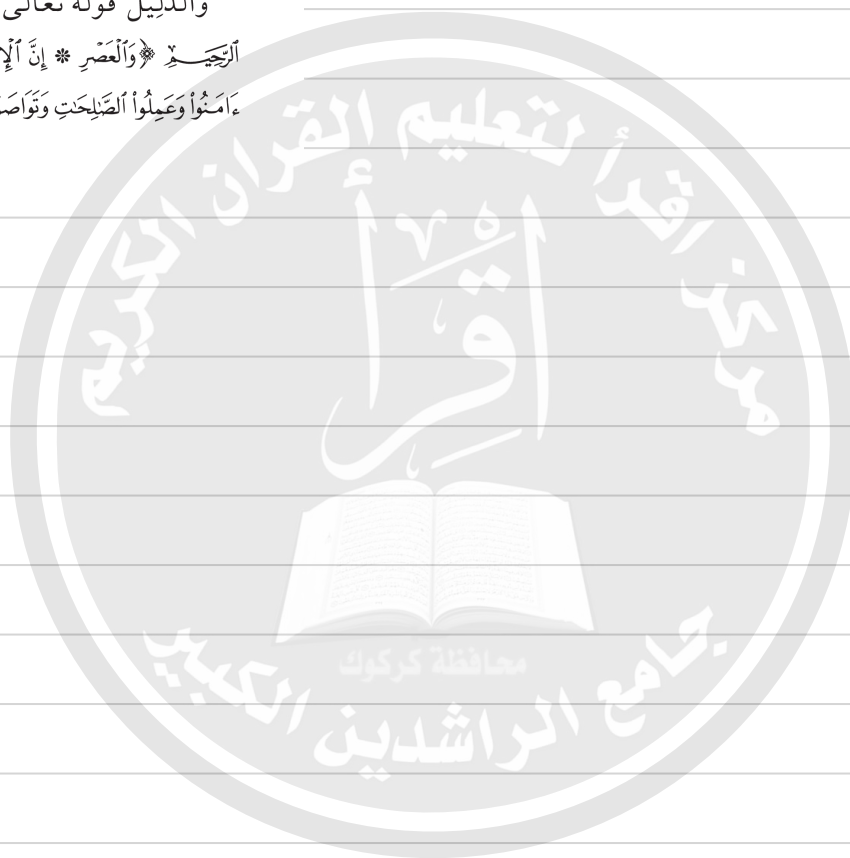 والدليل قوله تعالى
ٱلرَّحِيمِ ﴿وَٱلْعَصْرِ * إِنَّ
ءَامَنُوا۟ وَعَمِلُوا۟ ٱلصَّٰلِحَٰتِ
مركز اقرأ لتعليم القرآن الكريم
اقْرَأْ
محافظة كركوك
جامع الراشدين الكبير